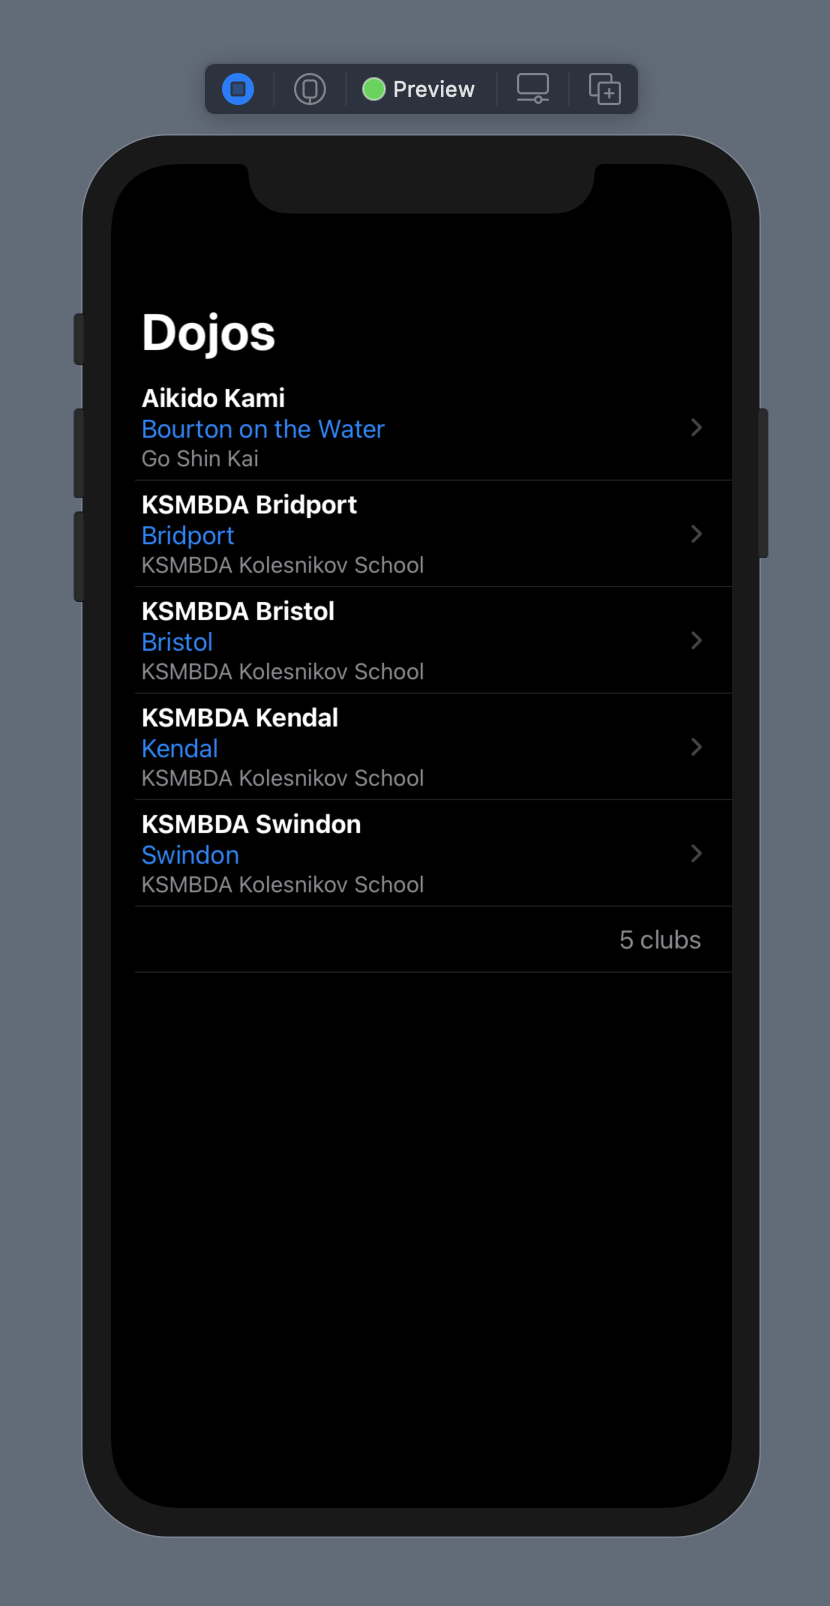 Preview
Dojos
Aikido Kami
Bourton on the Water
Go Shin Kai
KSMBDA Bridport
Bridport
KSMBDA Kolesnikov School
KSMBDA Bristol
Bristol
KSMBDA Kolesnikov School
KSMBDA Kendal
Kendal
KSMBDA Kolesnikov School
KSMBDA Swindon
Swindon
KSMBDA Kolesnikov School
5 clubs